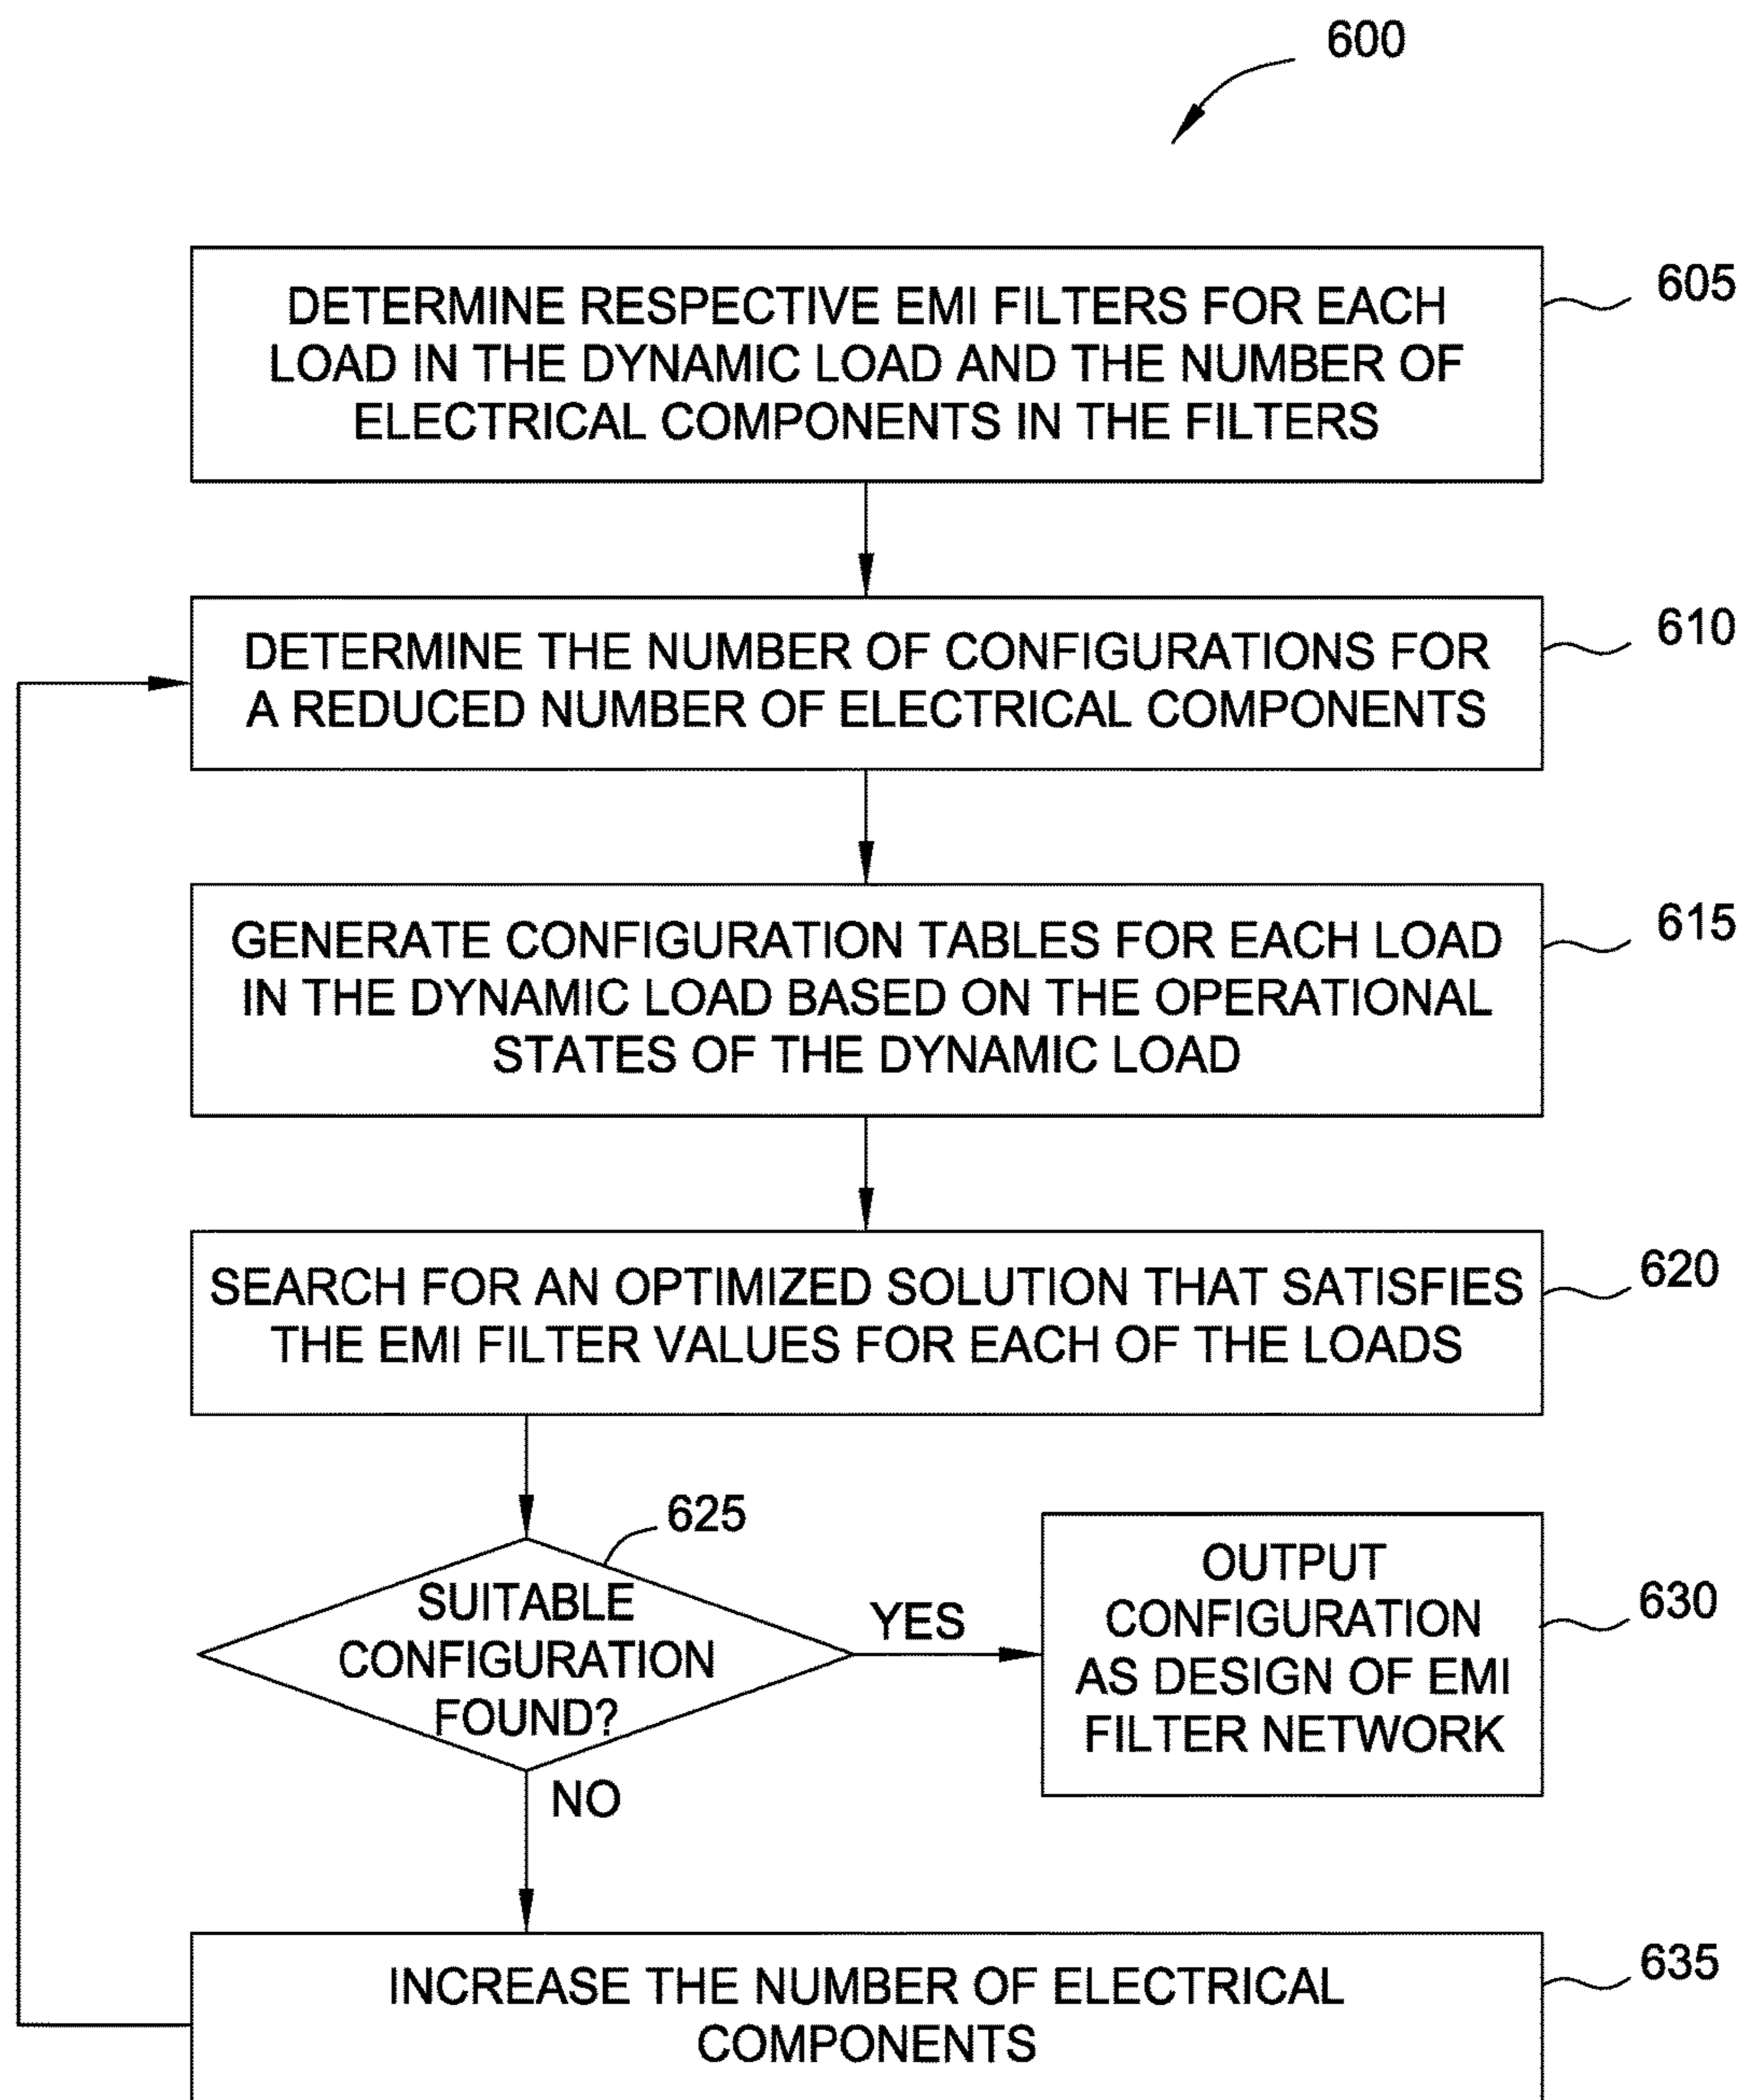 600
DETERMINE RESPECTIVE EMI FILTERS FOR EACH
LOAD IN THE DYNAMIC LOAD AND THE NUMBER OF
ELECTRICAL COMPONENTS IN THE FILTERS
605
DETERMINE THE NUMBER OF CONFIGURATIONS FOR
A REDUCED NUMBER OF ELECTRICAL COMPONENTS
610
GENERATE CONFIGURATION TABLES FOR EACH LOAD
IN THE DYNAMIC LOAD BASED ON THE OPERATIONAL
STATES OF THE DYNAMIC LOAD
615
SEARCH FOR AN OPTIMIZED SOLUTION THAT SATISFIES
THE EMI FILTER VALUES FOR EACH OF THE LOADS
620
625
SUITABLE
CONFIGURATION
FOUND?
YES
NO
OUTPUT
CONFIGURATION
AS DESIGN OF EMI
FILTER NETWORK
630
INCREASE THE NUMBER OF ELECTRICAL
COMPONENTS
635